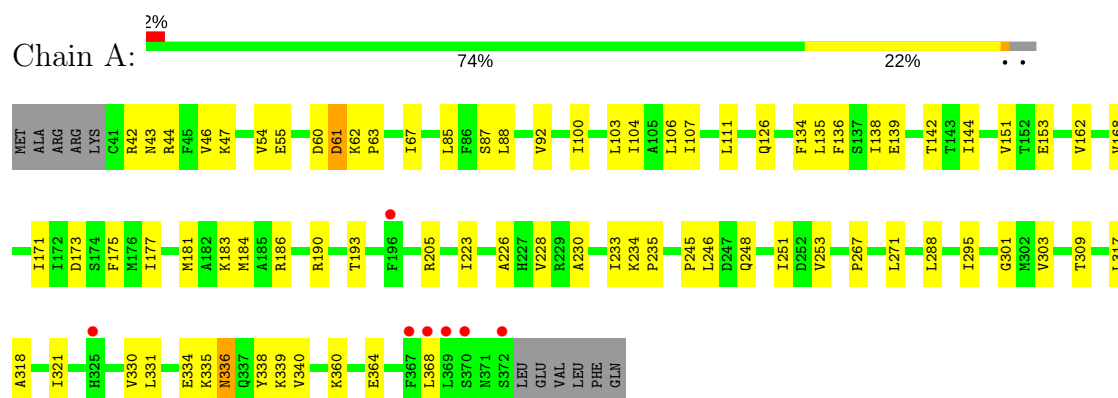 2%
Chain A:
74% 22% • •
MET ALA ARG ARG LYS C41 R42 N43 R44 F45 V46 K47 V54 E55 D60 D61 K62 P63 I67 L85 F86 S87 L88 V92 I100 L103 I104 A105 L106 I107 L111 Q126 F134 L135 F136 S137 I138 E139 T142 T143 I144 V151 T152 E153 V162
I171 I172 D173 S174 F175 M176 I177 M181 A182 K183 M184 A185 R186 R190 T193 F196 R205 I223 A226 H227 V228 R229 A230 I233 K234 P235 P245 L246 D247 Q248 I251 D252 V253 P267 L271 L288 I295 G301 M302 V303 T309 L317
A318 I321 H325 V330 L331 E334 K335 N336 Q337 Y338 K339 V340 K360 E364 F367 L368 L369 S370 N371 S372 LEU GLU VAL LEU PHE GLN